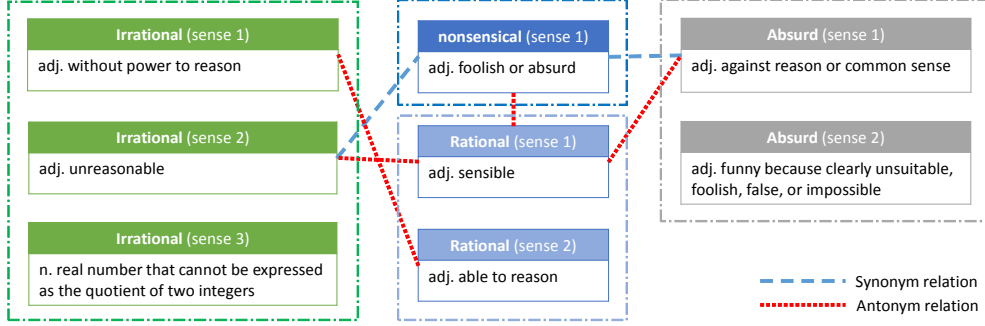 Irrational (sense 1)
adj. without power to reason
Irrational (sense 2)
adj. unreasonable
Irrational (sense 3)
n. real number that cannot be expressed
as the quotient of two integers
nonsensical (sense 1)
adj. foolish or absurd
Rational (sense 1)
adj. sensible
Rational (sense 2)
adj. able to reason
Absurd (sense 1)
adj. against reason or common sense
Absurd (sense 2)
adj. funny because clearly unsuitable,
foolish, false, or impossible
Synonym relation
Antonym relation